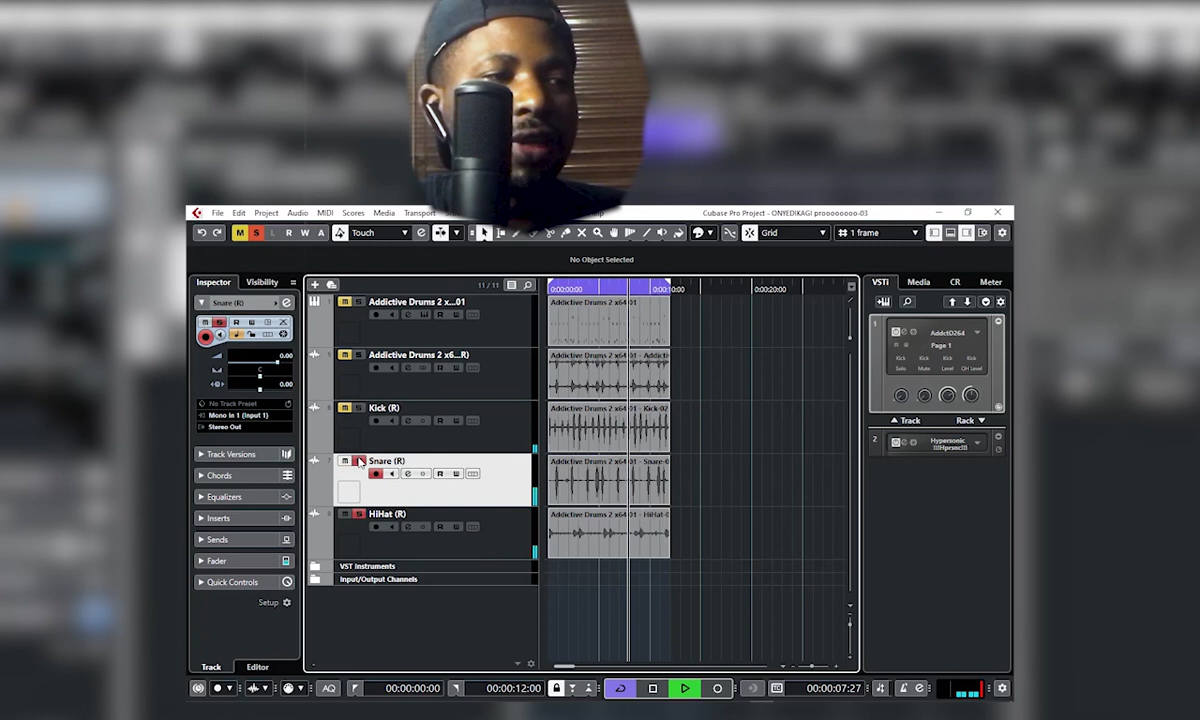 File Edit Project Audio MIDI Scores Media Transport
Cubase Pro Project - ONYEDIKAGI proooooooo-03
M S L R W A Touch Grid 1 frame
No Object Selected
Inspector Visibility
11 / 11
0:00:00:00
0:00:20:00
VSTi Media CR Meter
Snare (R)
0.00
C
0.00
No Track Preset
Mono In 1 (Input 1)
Stereo Out
Track Versions
Chords
Equalizers
Inserts
Sends
Fader
Quick Controls
Setup
Track Editor
Addictive Drums 2 x...01
Addictive Drums 2 x6...R)
Kick (R)
Snare (R)
HiHat (R)
VST Instruments
Input/Output Channels
Addictive Drums 2 x64 01
Addictive Drums 2 x64 01 - Addicti
Addictive Drums 2 x64 01 - Kick-02
Addictive Drums 2 x64 01 - Snare-0
Addictive Drums 2 x64 01 - HiHat-0
1
AddctD264
Page 1
Kick Kick Kick Kick
Solo Mute Level OH Level
Track Rack
2
Hypersonic
AQ 00:00:00:00 00:00:12:00 00:00:07:27